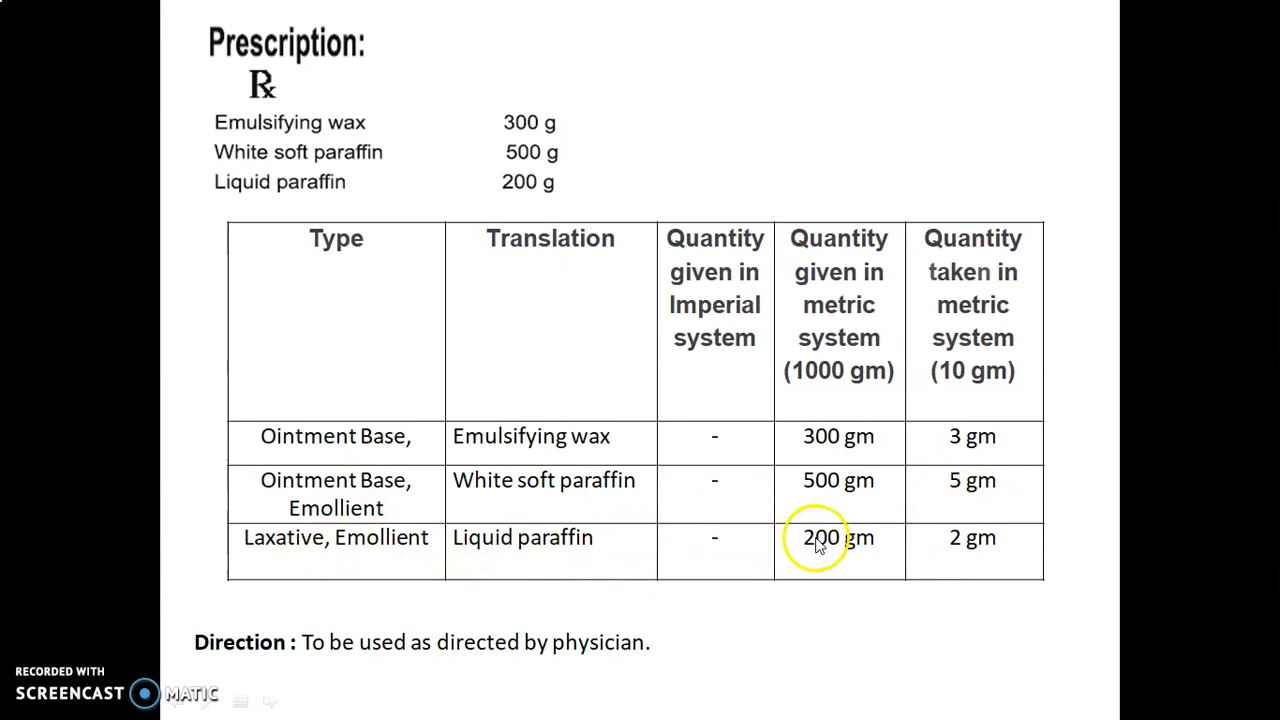 Prescription:
Rx
Emulsifying wax 300 g
White soft paraffin 500 g
Liquid paraffin 200 g
Type Translation Quantity given in Imperial system Quantity given in metric system (1000 gm) Quantity taken in metric system (10 gm)
Ointment Base, Emulsifying wax - 300 gm 3 gm
Ointment Base, Emollient White soft paraffin - 500 gm 5 gm
Laxative, Emollient Liquid paraffin - 200 gm 2 gm
Direction : To be used as directed by physician.
RECORDED WITH
SCREENCAST MATIC